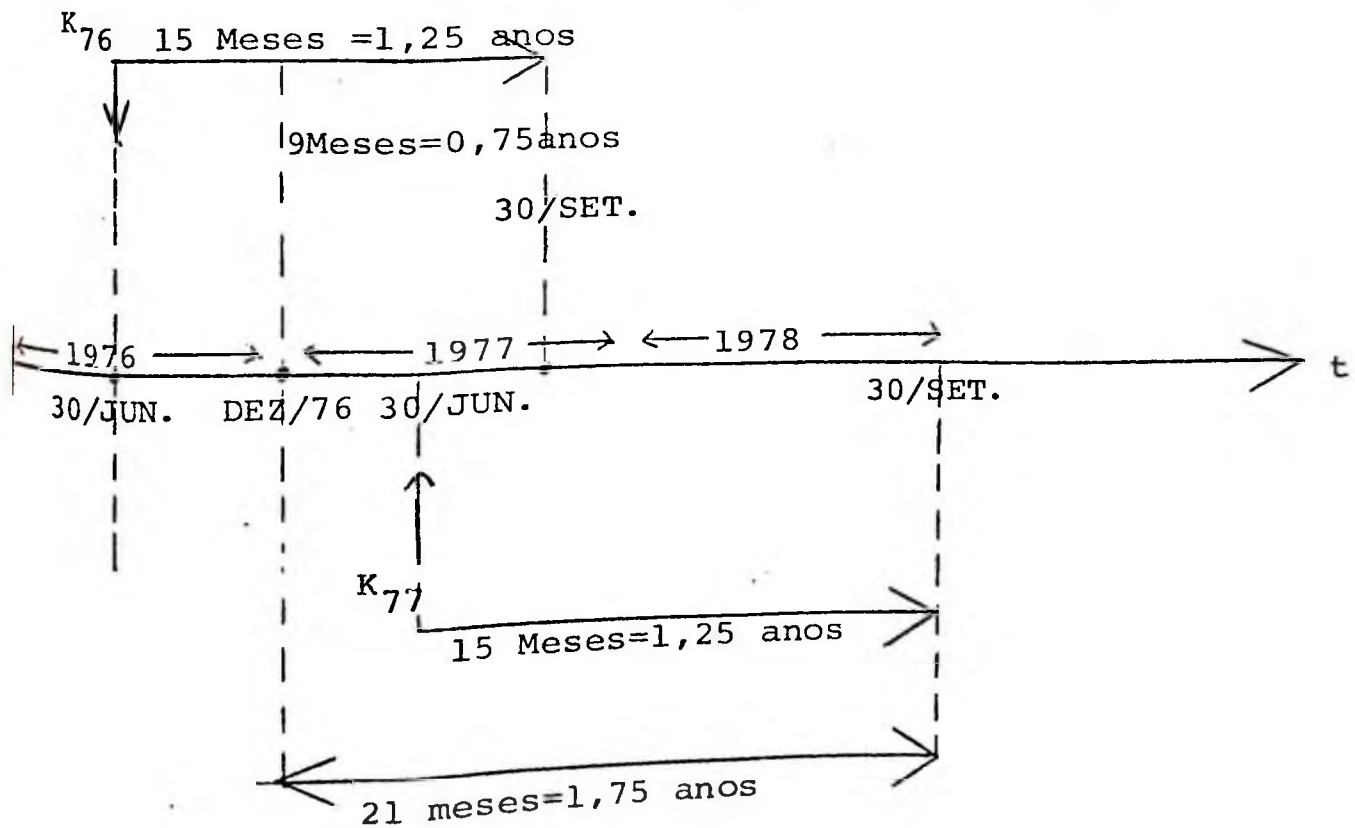 K76 15 Meses =1,25 anos
9Meses=0,75anos
30/SET.
1976 1977 1978
t
30/JUN. DEZ/76 30/JUN. 30/SET.
K77
15 Meses=1,25 anos
21 meses=1,75 anos